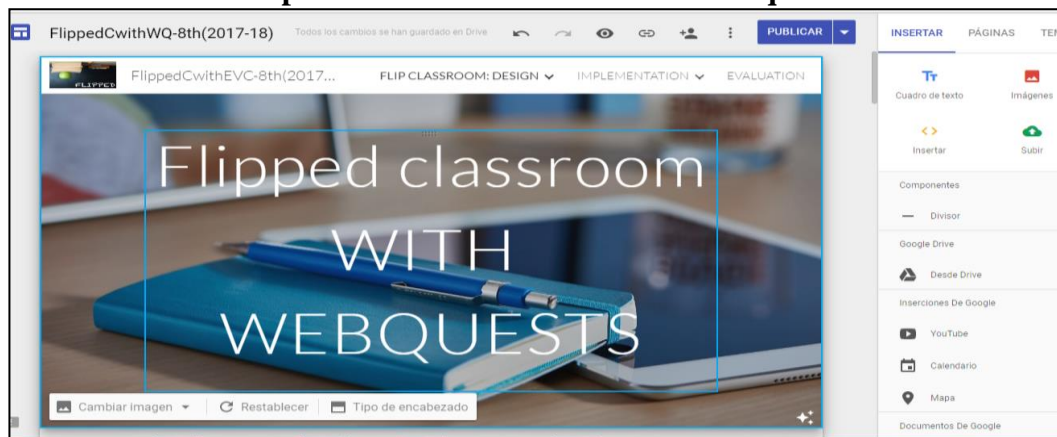 FlippedCwithWQ-8th(2017-18)
Todos los cambios se han guardado en Drive
PUBLICAR
INSERTAR
PÁGINAS
FLIPPED
FlippedCwithEVC-8th(2017...
FLIP CLASSROOM: DESIGN
IMPLEMENTATION
EVALUATION
Flipped classroom
WITH
WEBQUESTS
Cambiar imagen
Restablecer
Tipo de encabezado
Tт
Cuadro de texto
Imágenes
< >
Insertar
Subir
Componentes
Divisor
Google Drive
Desde Drive
Inserciones De Google
YouTube
Calendario
Mapa
Documentos De Google